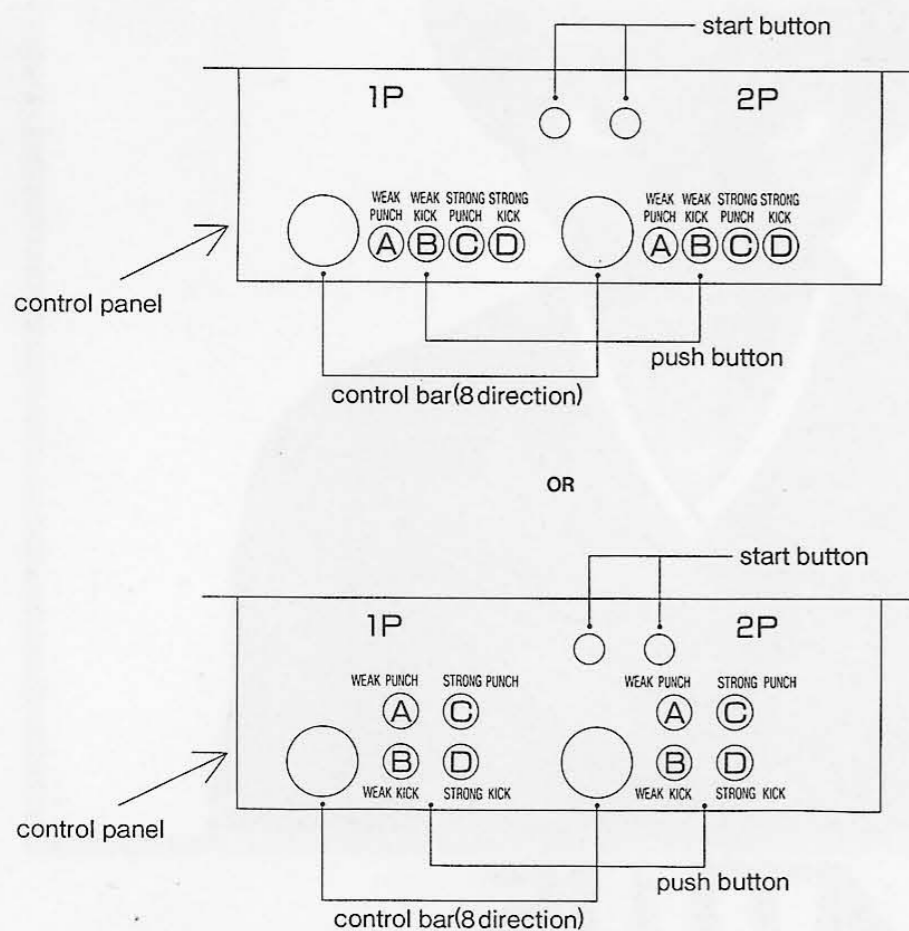 start button
1P 2P
WEAK WEAK STRONG STRONG WEAK WEAK STRONG STRONG
PUNCH KICK PUNCH KICK PUNCH KICK PUNCH KICK
A B C D A B C D
control panel
push button
control bar(8 direction)
OR
start button
1P 2P
WEAK PUNCH STRONG PUNCH WEAK PUNCH STRONG PUNCH
A C A C
B D B D
WEAK KICK STRONG KICK WEAK KICK STRONG KICK
control panel
push button
control bar(8 direction)